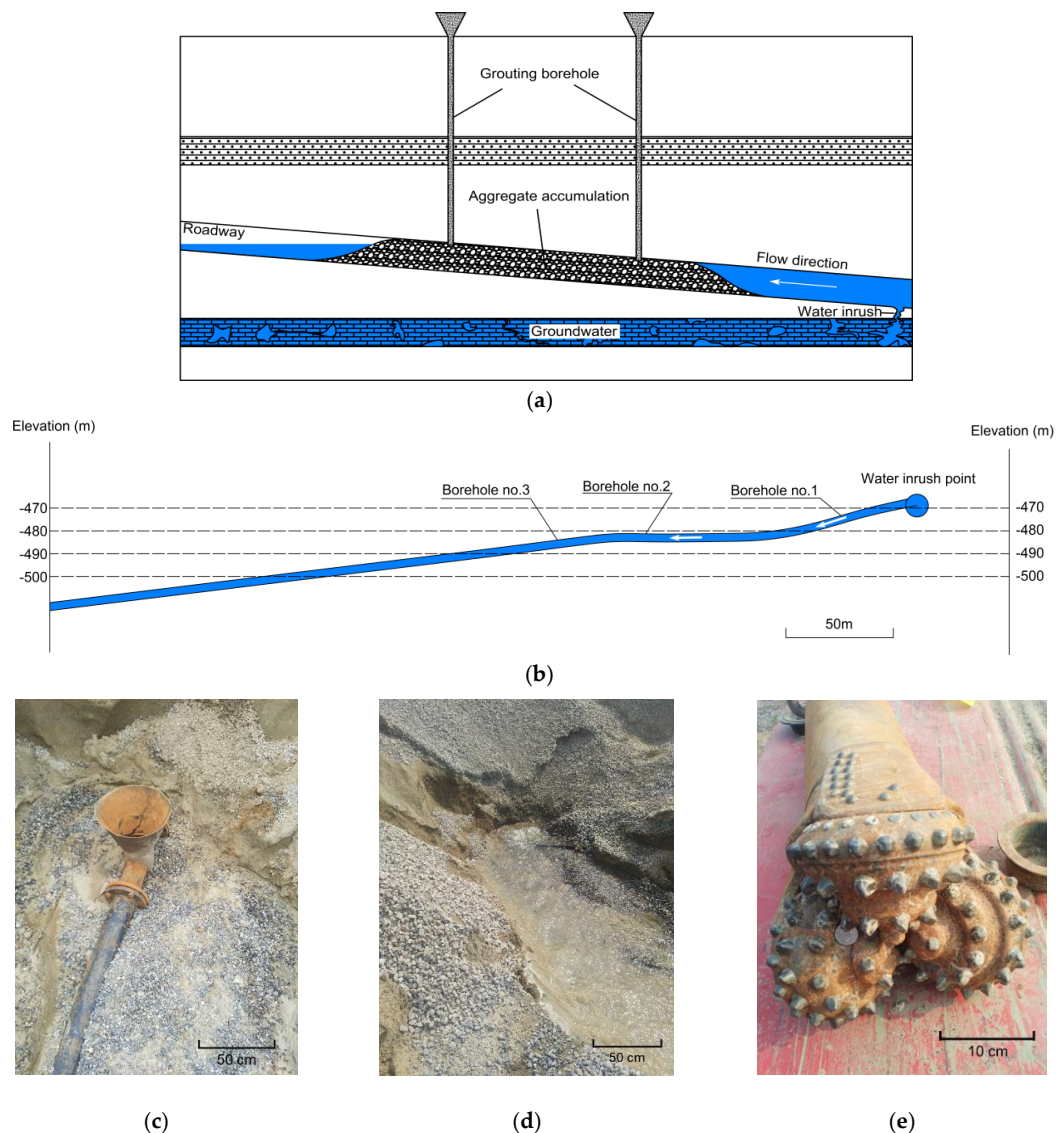 Grouting borehole
Aggregate accumulation
Roadway
Flow direction
Water inrush
Groundwater
(a)
Elevation (m)
Elevation (m)
Water inrush point
Borehole no.3
Borehole no.2
Borehole no.1
-470
-470
-480
-480
-490
-490
-500
-500
50m
(b)
50 cm
50 cm
10 cm
(c)
(d)
(e)